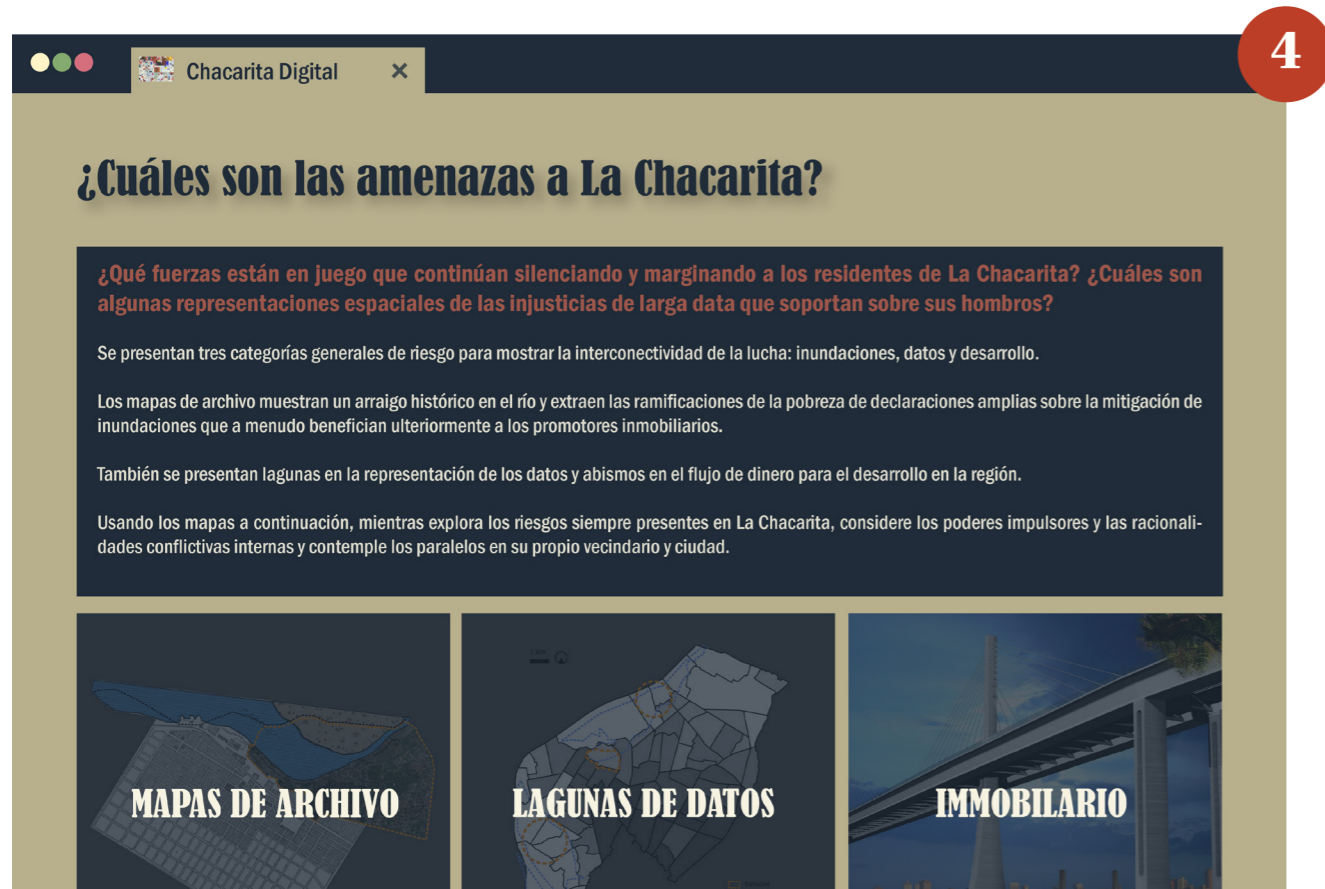 4
Chacarita Digital
¿Cuáles son las amenazas a La Chacarita?
¿Qué fuerzas están en juego que continúan silenciando y marginando a los residentes de La Chacarita? ¿Cuáles son
algunas representaciones espaciales de las injusticias de larga data que soportan sobre sus hombros?
Se presentan tres categorías generales de riesgo para mostrar la interconectividad de la lucha: inundaciones, datos y desarrollo.
Los mapas de archivo muestran un arraigo histórico en el río y extraen las ramificaciones de la pobreza de declaraciones amplias sobre la mitigación de
inundaciones que a menudo benefician ulteriormente a los promotores inmobiliarios.
También se presentan lagunas en la representación de los datos y abismos en el flujo de dinero para el desarrollo en la región.
Usando los mapas a continuación, mientras explora los riesgos siempre presentes en La Chacarita, considere los poderes impulsores y las racionali-
dades conflictivas internas y contemple los paralelos en su propio vecindario y ciudad.
MAPAS DE ARCHIVO
LAGUNAS DE DATOS
IMMOBILARIO